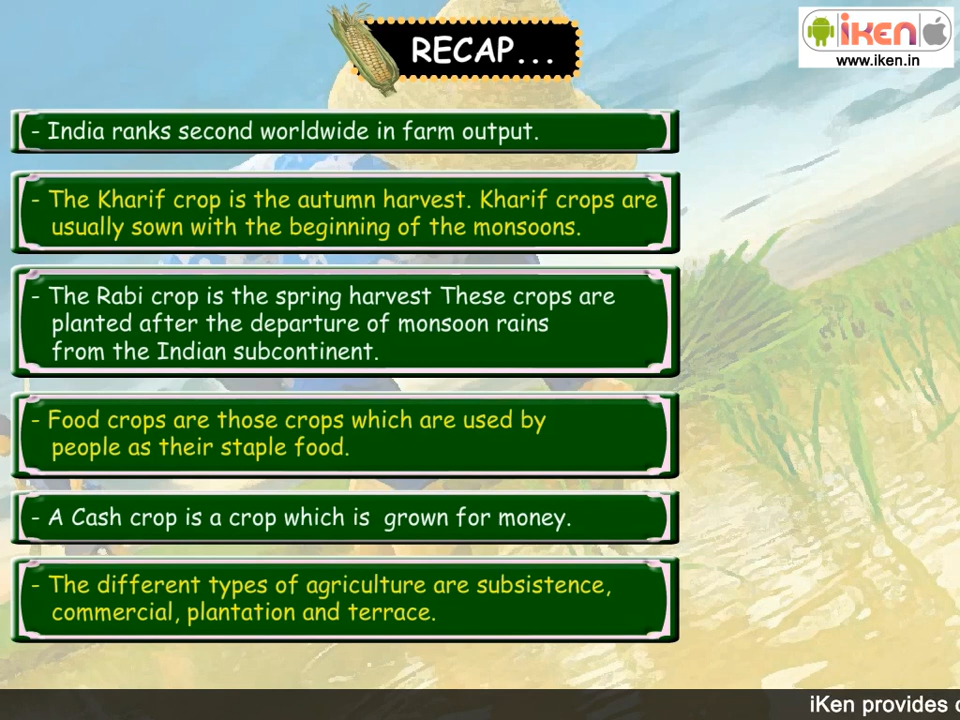 RECAP...
iKEN
www.iken.in
- India ranks second worldwide in farm output.
- The Kharif crop is the autumn harvest. Kharif crops are
usually sown with the beginning of the monsoons.
- The Rabi crop is the spring harvest These crops are
planted after the departure of monsoon rains
from the Indian subcontinent.
- Food crops are those crops which are used by
people as their staple food.
- A Cash crop is a crop which is grown for money.
- The different types of agriculture are subsistence,
commercial, plantation and terrace.
iKen provides